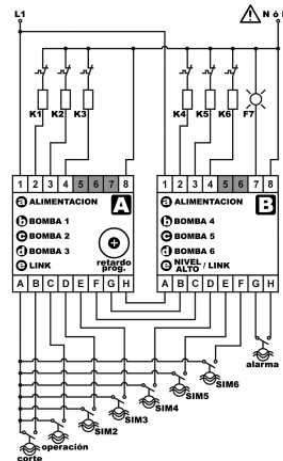 L1
N ó L
K1 K2 K3 K4 K5 K6 F7
1 2 3 4 5 6 7 8
1 2 3 4 5 6 7 8
a ALIMENTACION A
b BOMBA 1
c BOMBA 2
d BOMBA 3
e LINK
retardo
prog.
a ALIMENTACION B
b BOMBA 4
c BOMBA 5
d BOMBA 6
e NIVEL
ALTO / LINK
A B C D E F G H
A B C D E F G H
alarma
SIM6
SIM5
SIM4
SIM3
SIM2
operación
corte